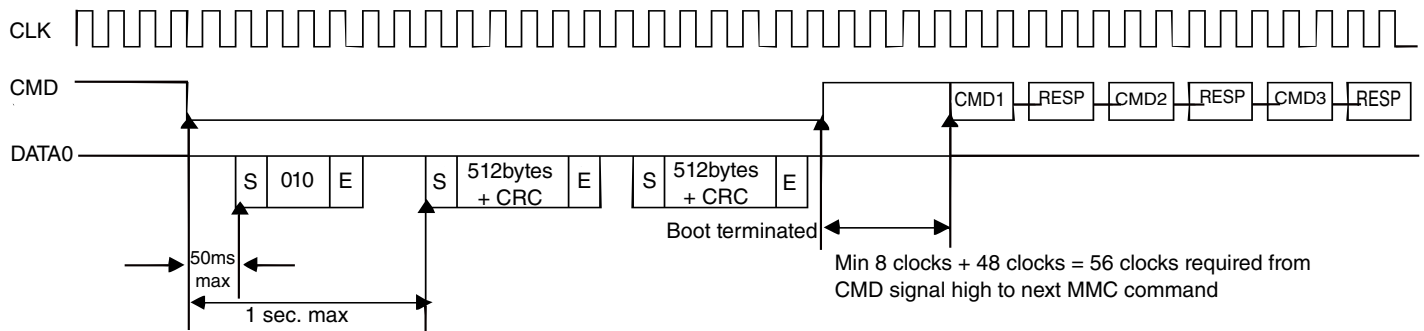 CLK
CMD
CMD1 RESP CMD2 RESP CMD3 RESP
DATA0
S 010 E S 512bytes + CRC E S 512bytes + CRC E
Boot terminated
50ms
max
1 sec. max
Min 8 clocks + 48 clocks = 56 clocks required from
CMD signal high to next MMC command